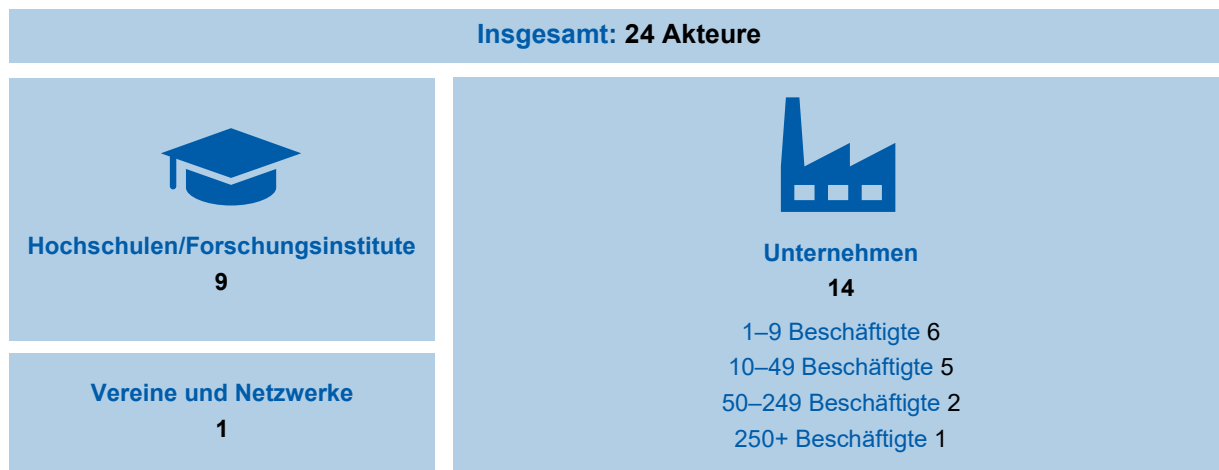 Insgesamt: 24 Akteure
Hochschulen/Forschungsinstitute
9
Vereine und Netzwerke
1
Unternehmen
14
1–9 Beschäftigte 6
10–49 Beschäftigte 5
50–249 Beschäftigte 2
250+ Beschäftigte 1